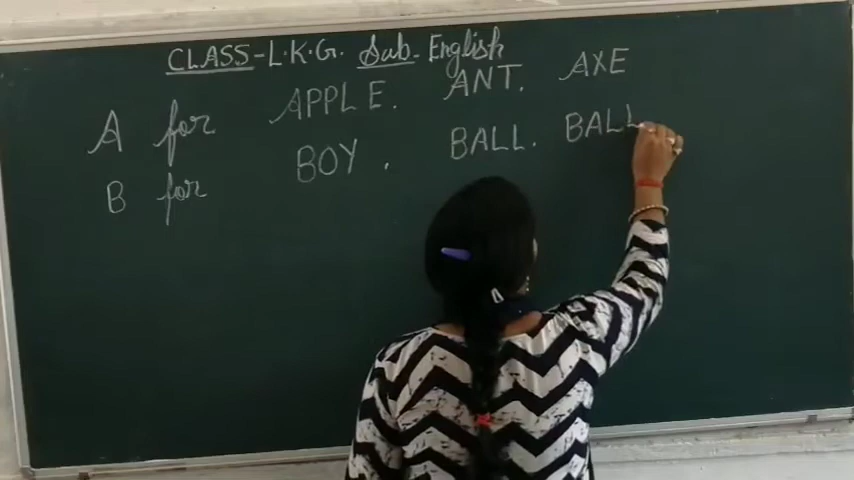 CLASS-L.K.G. Sub. English
A for APPLE. ANT. AXE
B for BOY. BALL. BALL